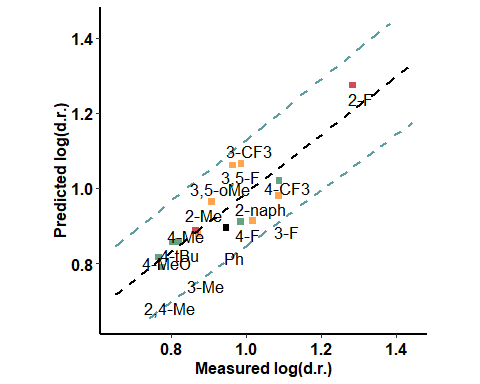 1.4
1.2
1.0
0.8
Predicted log(d.r.)
2-F
3-CF3
3,5-F
3,5-oMe
4-CF3
2-Me
2-naph
4-Me
4-F
3-F
4-tBu
4-MeO
Ph
3-Me
2,4-Me
0.8
1.0
1.2
1.4
Measured log(d.r.)